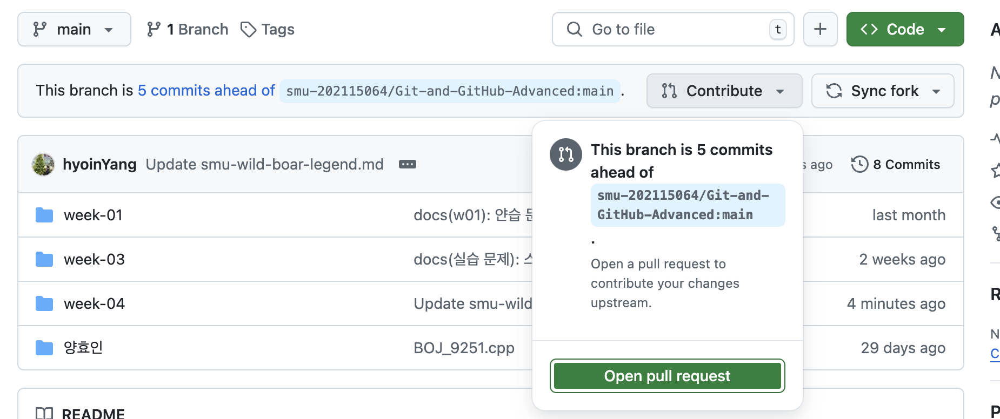 main
1 Branch
Tags
Go to file
t
Code
This branch is 5 commits ahead of smu-202115064/Git-and-GitHub-Advanced:main .
Contribute
Sync fork
This branch is 5 commits
ahead of
smu-202115064/Git-and-
GitHub-Advanced:main
.
Open a pull request to
contribute your changes
upstream.
Open pull request
hyoinYang Update smu-wild-boar-legend.md
ago
8 Commits
week-01
docs(w01): 얀습
last month
week-03
docs(실습 문제):
2 weeks ago
week-04
Update smu-wild
4 minutes ago
양효인
BOJ_9251.cpp
29 days ago
README